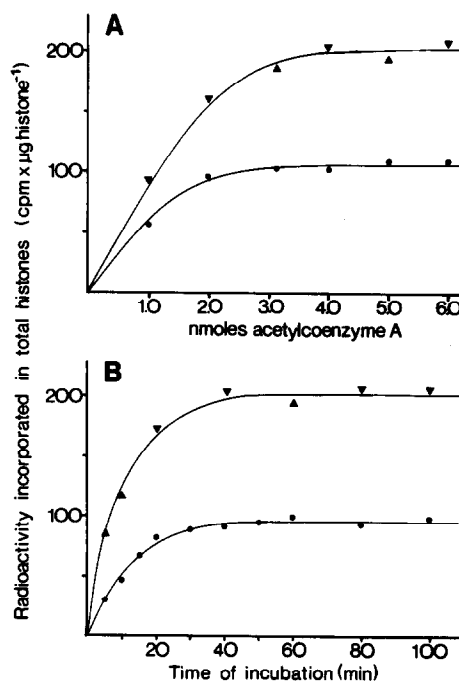 Radioactivity incorporated in total histones (cpm x µg histone⁻¹)
A
200
100
1.0 2.0 3.0 4.0 5.0 6.0
nmoles acetylcoenzyme A
B
200
100
20 40 60 80 100
Time of incubation (min)